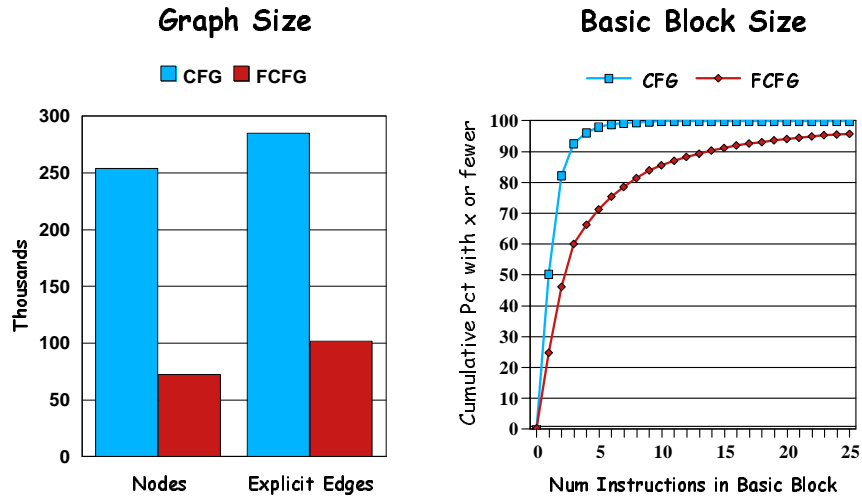 Graph Size
CFG FCFG
300
250
200
150
100
50
0
Thousands
Nodes Explicit Edges
Basic Block Size
CFG FCFG
100
90
80
70
60
50
40
30
20
10
0
Cumulative Pct with x or fewer
0 5 10 15 20 25
Num Instructions in Basic Block